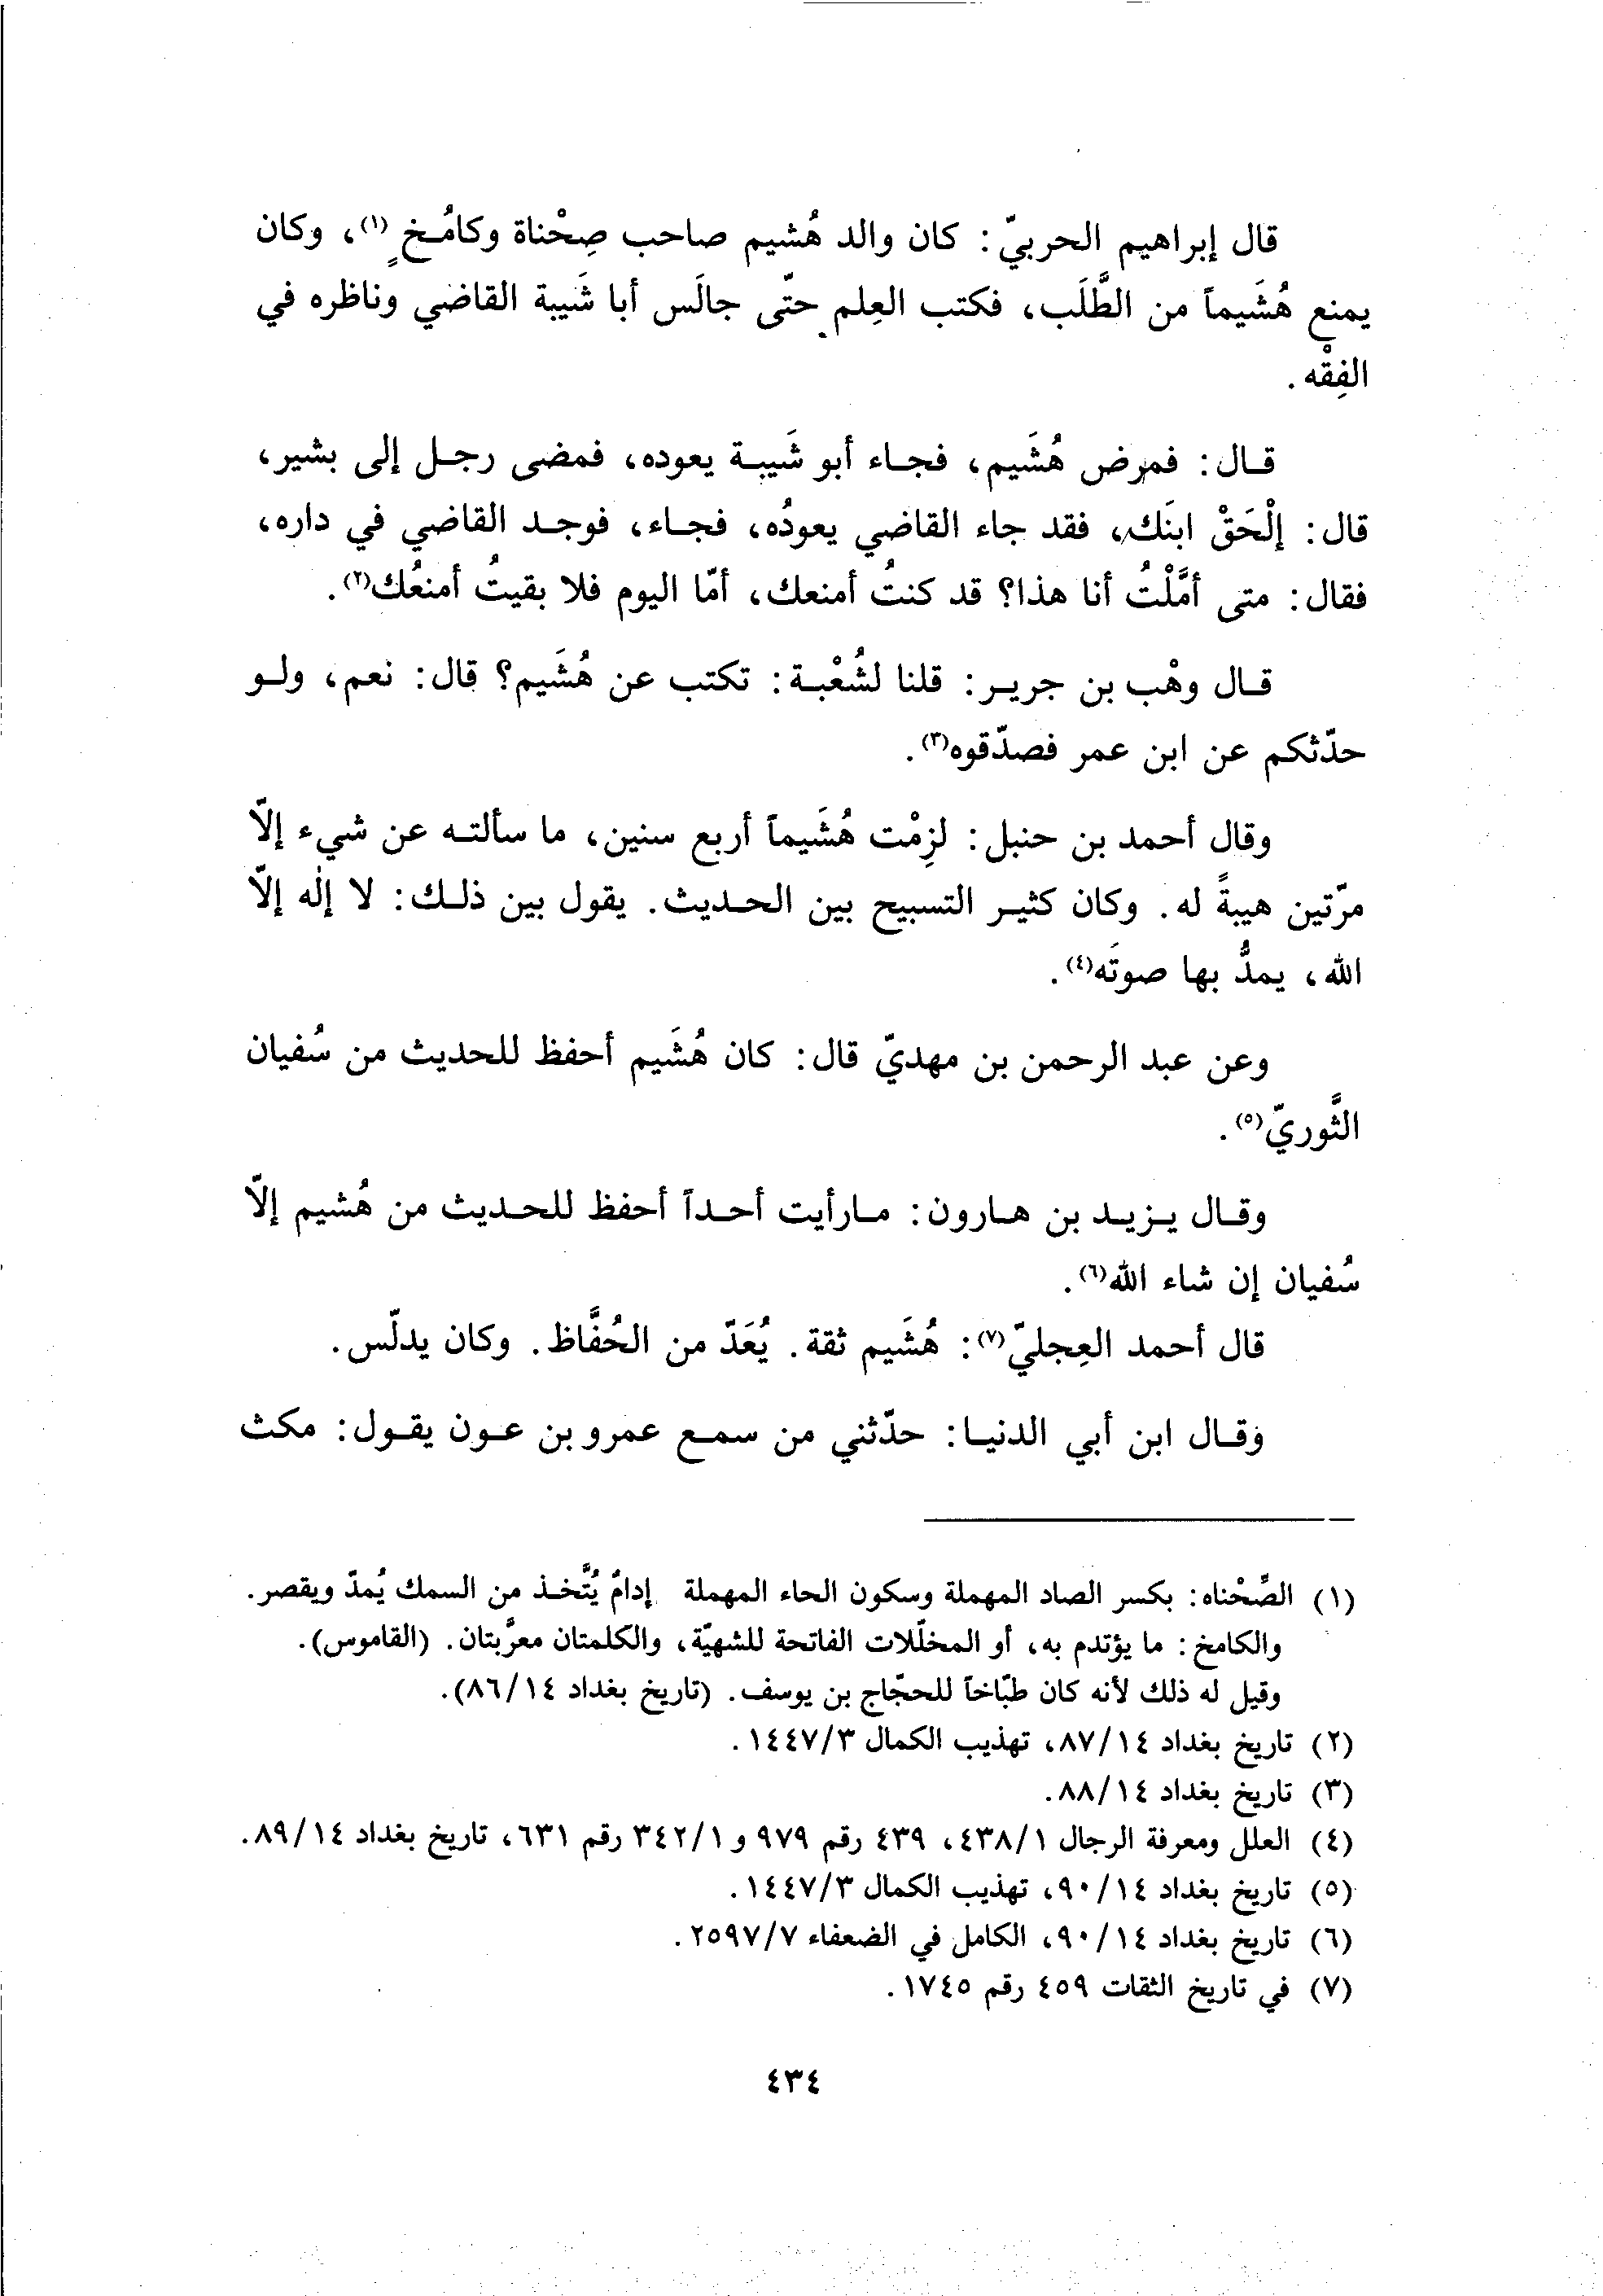 قال إبراهيم الحربيّ: كان والد هُشيم صاحب صِحْناة وكامُخٍ(١)، وكان
يمنع هُشَيماً من الطَّلَب، فكتب العِلم حتّى جالَس أبا شَيبة القاضي وناظره في
الفِقْه.
قال: فمرض هُشَيم، فجاء أبو شَيبة يعوده، فمضى رجل إلى بشير،
قال: إلْحَقْ ابنَك، فقد جاء القاضي يعودُه، فجاء، فوجد القاضي في داره،
فقال: متى أمَّلْتُ أنا هذا؟ قد كنتُ أمنعك، أمّا اليوم فلا بقيتُ أمنعُك(٢).
قال وهْب بن جرير: قلنا لشُعْبة: تكتب عن هُشَيم؟ قال: نعم، ولو
حدّثكم عن ابن عمر فصدّقوه(٣).
وقال أحمد بن حنبل: لزِمْت هُشَيماً أربع سنين، ما سألته عن شيء إلّا
مرّتين هيبةً له. وكان كثير التسبيح بين الحديث. يقول بين ذلك: لا إله إلّا
الله، يمدُّ بها صوتَه(٤).
وعن عبد الرحمن بن مهديّ قال: كان هُشَيم أحفظ للحديث من سُفيان
الثَّوريّ(٥).
وقال يزيد بن هارون: مارأيت أحداً أحفظ للحديث من هُشيم إلّا
سُفيان إن شاء الله(٦).
قال أحمد العِجليّ(٧): هُشَيم ثقة. يُعَدّ من الحُفَّاظ. وكان يدلّس.
وقال ابن أبي الدنيا: حدّثني من سمع عمرو بن عون يقول: مكث
(١) الصِّحْناه: بكسر الصاد المهملة وسكون الحاء المهملة إدامٌ يُتَّخذ من السمك يُمدّ ويقصر.
والكامخ: ما يؤتدم به، أو المخلّلات الفاتحة للشهيّة، والكلمتان معرَّبتان. (القاموس).
وقيل له ذلك لأنه كان طبّاخاً للحجّاج بن يوسف. (تاريخ بغداد ٨٦/١٤).
(٢) تاريخ بغداد ٨٧/١٤، تهذيب الكمال ١٤٤٧/٣.
(٣) تاريخ بغداد ٨٨/١٤.
(٤) العلل ومعرفة الرجال ٤٣٨/١، ٤٣٩ رقم ٩٧٩ و ٣٤٢/١ رقم ٦٣١، تاريخ بغداد ٨٩/١٤.
(٥) تاريخ بغداد ٩٠/١٤، تهذيب الكمال ١٤٤٧/٣.
(٦) تاريخ بغداد ٩٠/١٤، الكامل في الضعفاء ٢٥٩٧/٧.
(٧) في تاريخ الثقات ٤٥٩ رقم ١٧٤٥.
٤٣٤